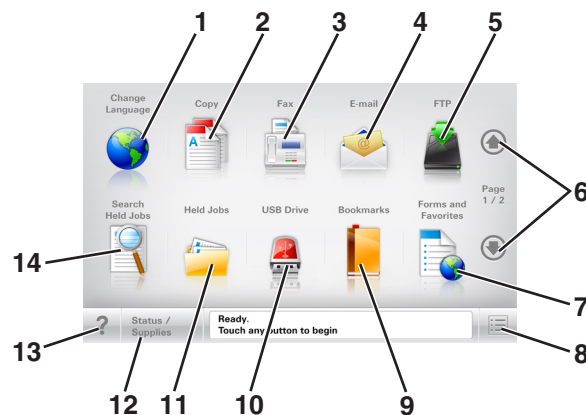 1 2 3 4 5
Change Language
Copy
Fax
E-mail
FTP
A
@
6
Page
1 / 2
Search Held Jobs
Held Jobs
USB Drive
Bookmarks
Forms and Favorites
14
7
?
Status / Supplies
Ready.
Touch any button to begin
13 12 11 10 9 8